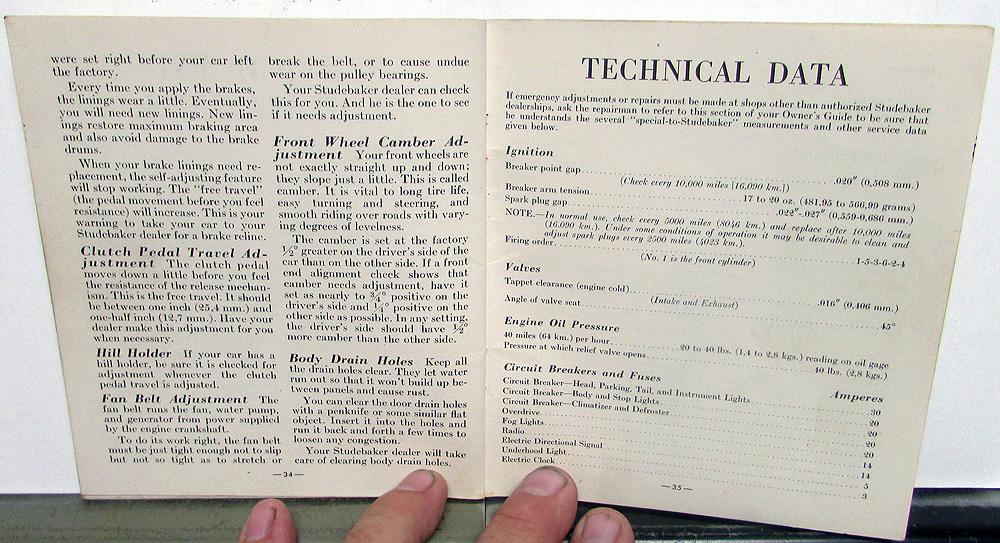 were set right before your car left
the factory.
Every time you apply the brakes,
the linings wear a little. Eventually,
you will need new linings. New lin-
ings restore maximum braking area
and also avoid damage to the brake
drums.
When your brake linings need re-
placement, the self-adjusting feature
will stop working. The "free travel"
(the pedal movement before you feel
resistance) will increase. This is your
warning to take your car to your
Studebaker dealer for a brake reline.
Clutch Pedal Travel Ad-
justment The clutch pedal
moves down a little before you feel
the resistance of the release mechan-
ism. This is the free travel. It should
be between one inch (25,4 mm.) and
one-half inch (12,7 mm.). Have your
dealer make this adjustment for you
when necessary.
Hill Holder If your car has a
hill holder, be sure it is checked for
adjustment whenever the clutch
pedal travel is adjusted.
Fan Belt Adjustment The
fan belt runs the fan, water pump,
and generator from power supplied
by the engine crankshaft.
To do its work right, the fan belt
must be just tight enough not to slip
but not so tight as to stretch or
break the belt, or to cause undue
wear on the pulley bearings.
Your Studebaker dealer can check
this for you. And he is the one to see
if it needs adjustment.
Front Wheel Camber Ad-
justment Your front wheels are
not exactly straight up and down;
they slope just a little. This is called
camber. It is vital to long tire life,
easy turning and steering, and
smooth riding over roads with vary-
ing degrees of levelness.
The camber is set at the factory
½° greater on the driver's side of the
car than on the other side. If a front
end alignment check shows that
camber needs adjustment, have it
set as nearly to ¾° positive on the
driver's side and ¼° positive on the
other side as possible. In any setting,
the driver's side should have ½°
more camber than the other side.
Body Drain Holes Keep all
the drain holes clear. They let water
run out so that it won't build up be-
tween panels and cause rust.
You can clear the door drain holes
with a penknife or some similar flat
object. Insert it into the holes and
run it back and forth a few times to
loosen any congestion.
Your Studebaker dealer will take
care of clearing body drain holes.
—34—
TECHNICAL DATA
If emergency adjustments or repairs must be made at shops other than authorized Studebaker
dealerships, ask the repairman to refer to this section of your Owner's Guide to be sure that
he understands the several "special-to-Studebaker" measurements and other service data
given below.
Ignition
Breaker point gap .020" (0,508 mm.)
(Check every 10,000 miles [16,090 km.])
Breaker arm tension 17 to 20 oz. (481,95 to 566,99 grams)
Spark plug gap .022"-.027" (0,559-0,686 mm.)
NOTE.—In normal use, check every 5000 miles (8046 km.) and replace after 10,000 miles
(16,090 km.). Under some conditions of operation it may be desirable to clean and
adjust spark plugs every 2500 miles (4023 km.).
Firing order 1-5-3-6-2-4
(No. 1 is the front cylinder)
Valves
Tappet clearance (engine cold) .016" (0,406 mm.)
(Intake and Exhaust)
Angle of valve seat 45°
Engine Oil Pressure
40 miles (64 km.) per hour 20 to 40 lbs. (1,4 to 2,8 kgs.) reading on oil gage
Pressure at which relief valve opens 40 lbs. (2,8 kgs.)
Circuit Breakers and Fuses Amperes
Circuit Breaker—Head, Parking, Tail, and Instrument Lights 30
Circuit Breaker—Body and Stop Lights 20
Circuit Breaker—Climatizer and Defroster 20
Overdrive 20
Fog Lights 20
Radio 14
Electric Directional Signal 14
Underhood Light 5
Electric Clock 3
—35—